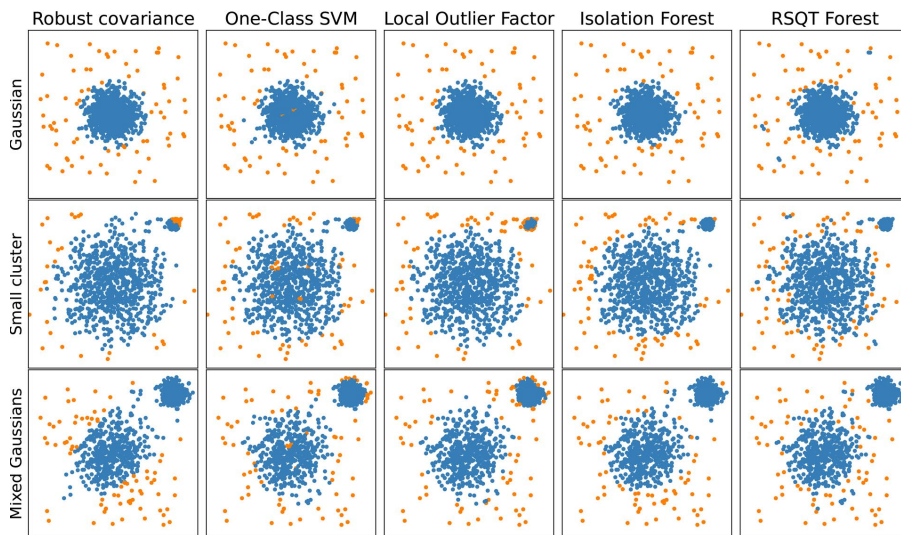 Robust covariance
One-Class SVM
Local Outlier Factor
Isolation Forest
RSQT Forest
Gaussian
Small cluster
Mixed Gaussians